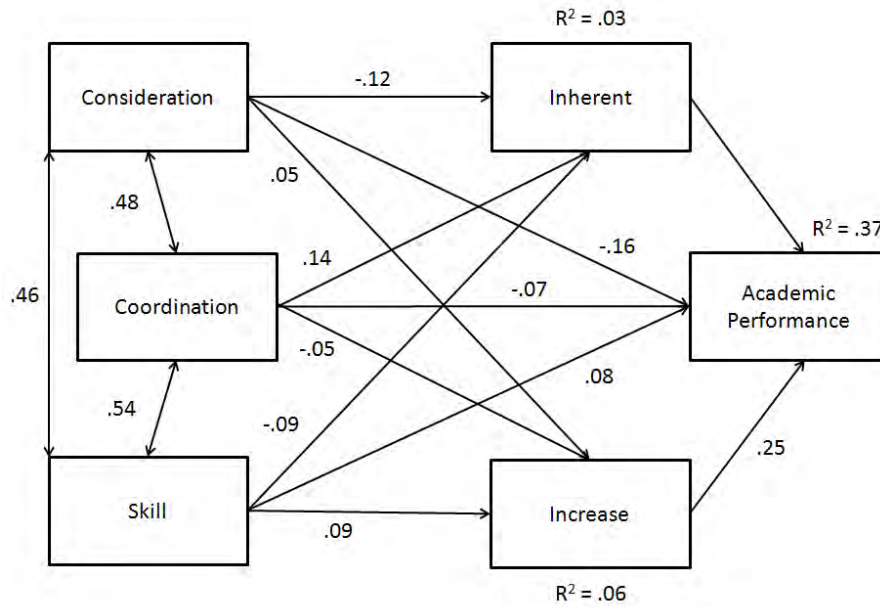 R² = .03
Consideration
-.12
Inherent
.05
.48
.14
-.16
R² = .37
.46
Coordination
-.07
Academic
Performance
-.05
.08
.54
-.09
.25
Skill
.09
Increase
R² = .06